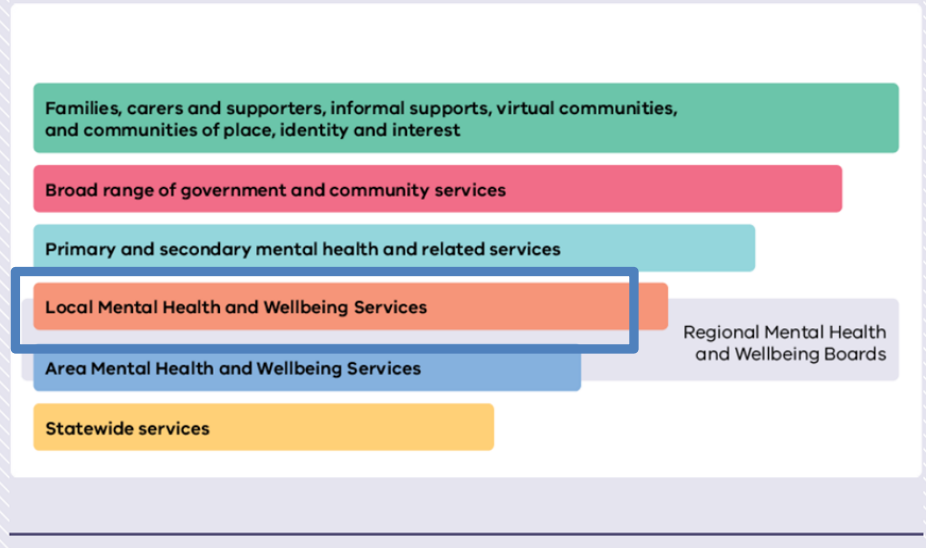 Families, carers and supporters, informal supports, virtual communities,
and communities of place, identity and interest
Broad range of government and community services
Primary and secondary mental health and related services
Local Mental Health and Wellbeing Services
Regional Mental Health
and Wellbeing Boards
Area Mental Health and Wellbeing Services
Statewide services